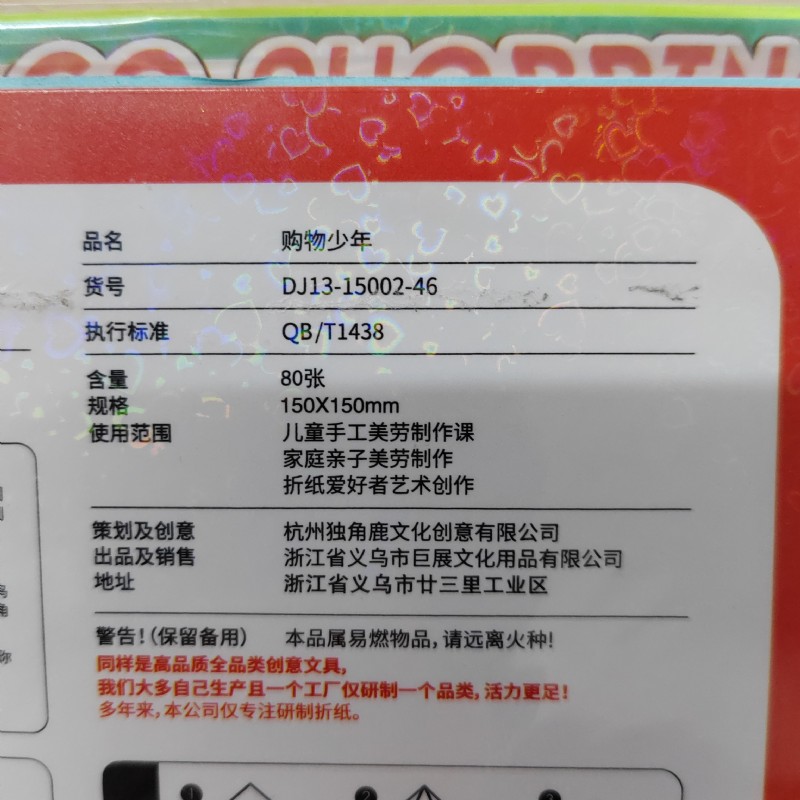 GO SHOPPIN
品名 购物少年
货号 DJ13-15002-46
执行标准 QB/T1438
含量 80张
规格 150X150mm
使用范围 儿童手工美劳制作课
家庭亲子美劳制作
折纸爱好者艺术创作
策划及创意 杭州独角鹿文化创意有限公司
出品及销售 浙江省义乌市巨展文化用品有限公司
地址 浙江省义乌市廿三里工业区
警告!(保留备用) 本品属易燃物品,请远离火种!
同样是高品质全品类创意文具,
我们大多自己生产且一个工厂仅研制一个品类,活力更足!
多年来,本公司仅专注研制折纸。
1 2 3